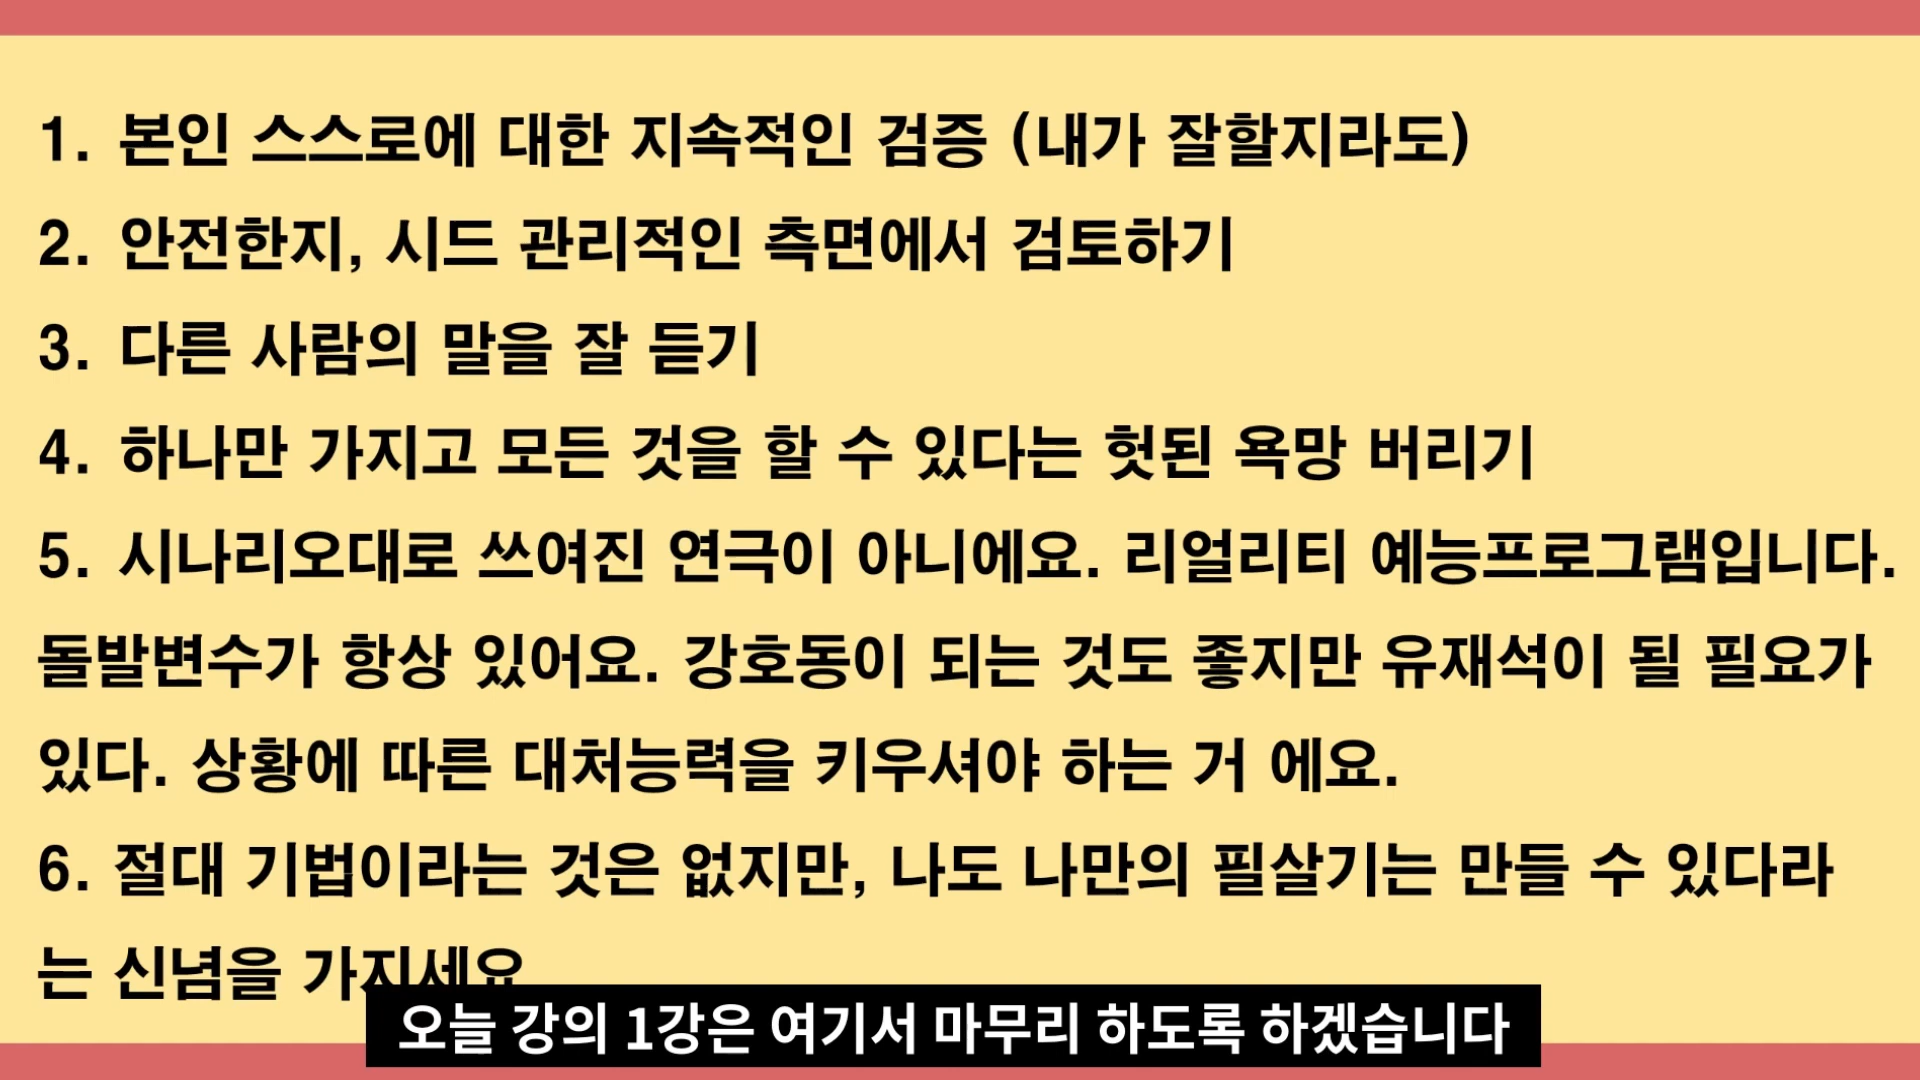 1. 본인 스스로에 대한 지속적인 검증 (내가 잘할지라도)
2. 안전한지, 시드 관리적인 측면에서 검토하기
3. 다른 사람의 말을 잘 듣기
4. 하나만 가지고 모든 것을 할 수 있다는 헛된 욕망 버리기
5. 시나리오대로 쓰여진 연극이 아니에요. 리얼리티 예능프로그램입니다.
돌발변수가 항상 있어요. 강호동이 되는 것도 좋지만 유재석이 될 필요가
있다. 상황에 따른 대처능력을 키우셔야 하는 거 에요.
6. 절대 기법이라는 것은 없지만, 나도 나만의 필살기는 만들 수 있다라
는 신념을 가지세요
오늘 강의 1강은 여기서 마무리 하도록 하겠습니다